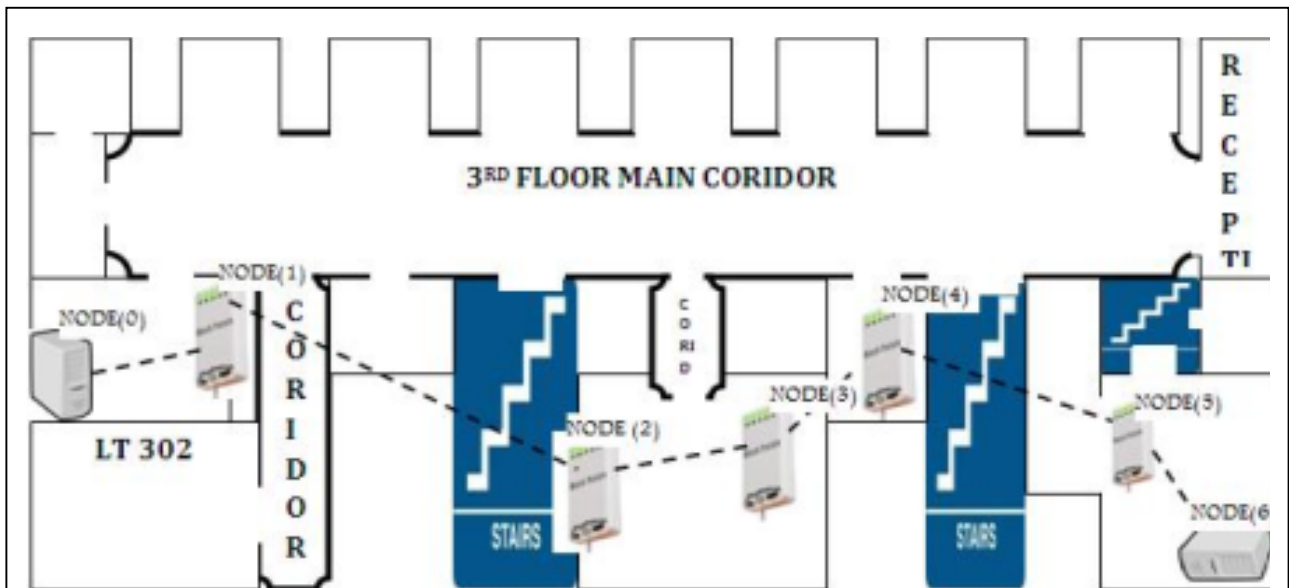 R
E
C
E
P
TI
3RD FLOOR MAIN CORIDOR
NODE(1)
NODE(0)
NODE(4)
C
O
R
I
D
O
R
C
O
RI
D
NODE(3)
NODE(5)
NODE (2)
LT 302
NODE(6
STAIRS
STAIRS